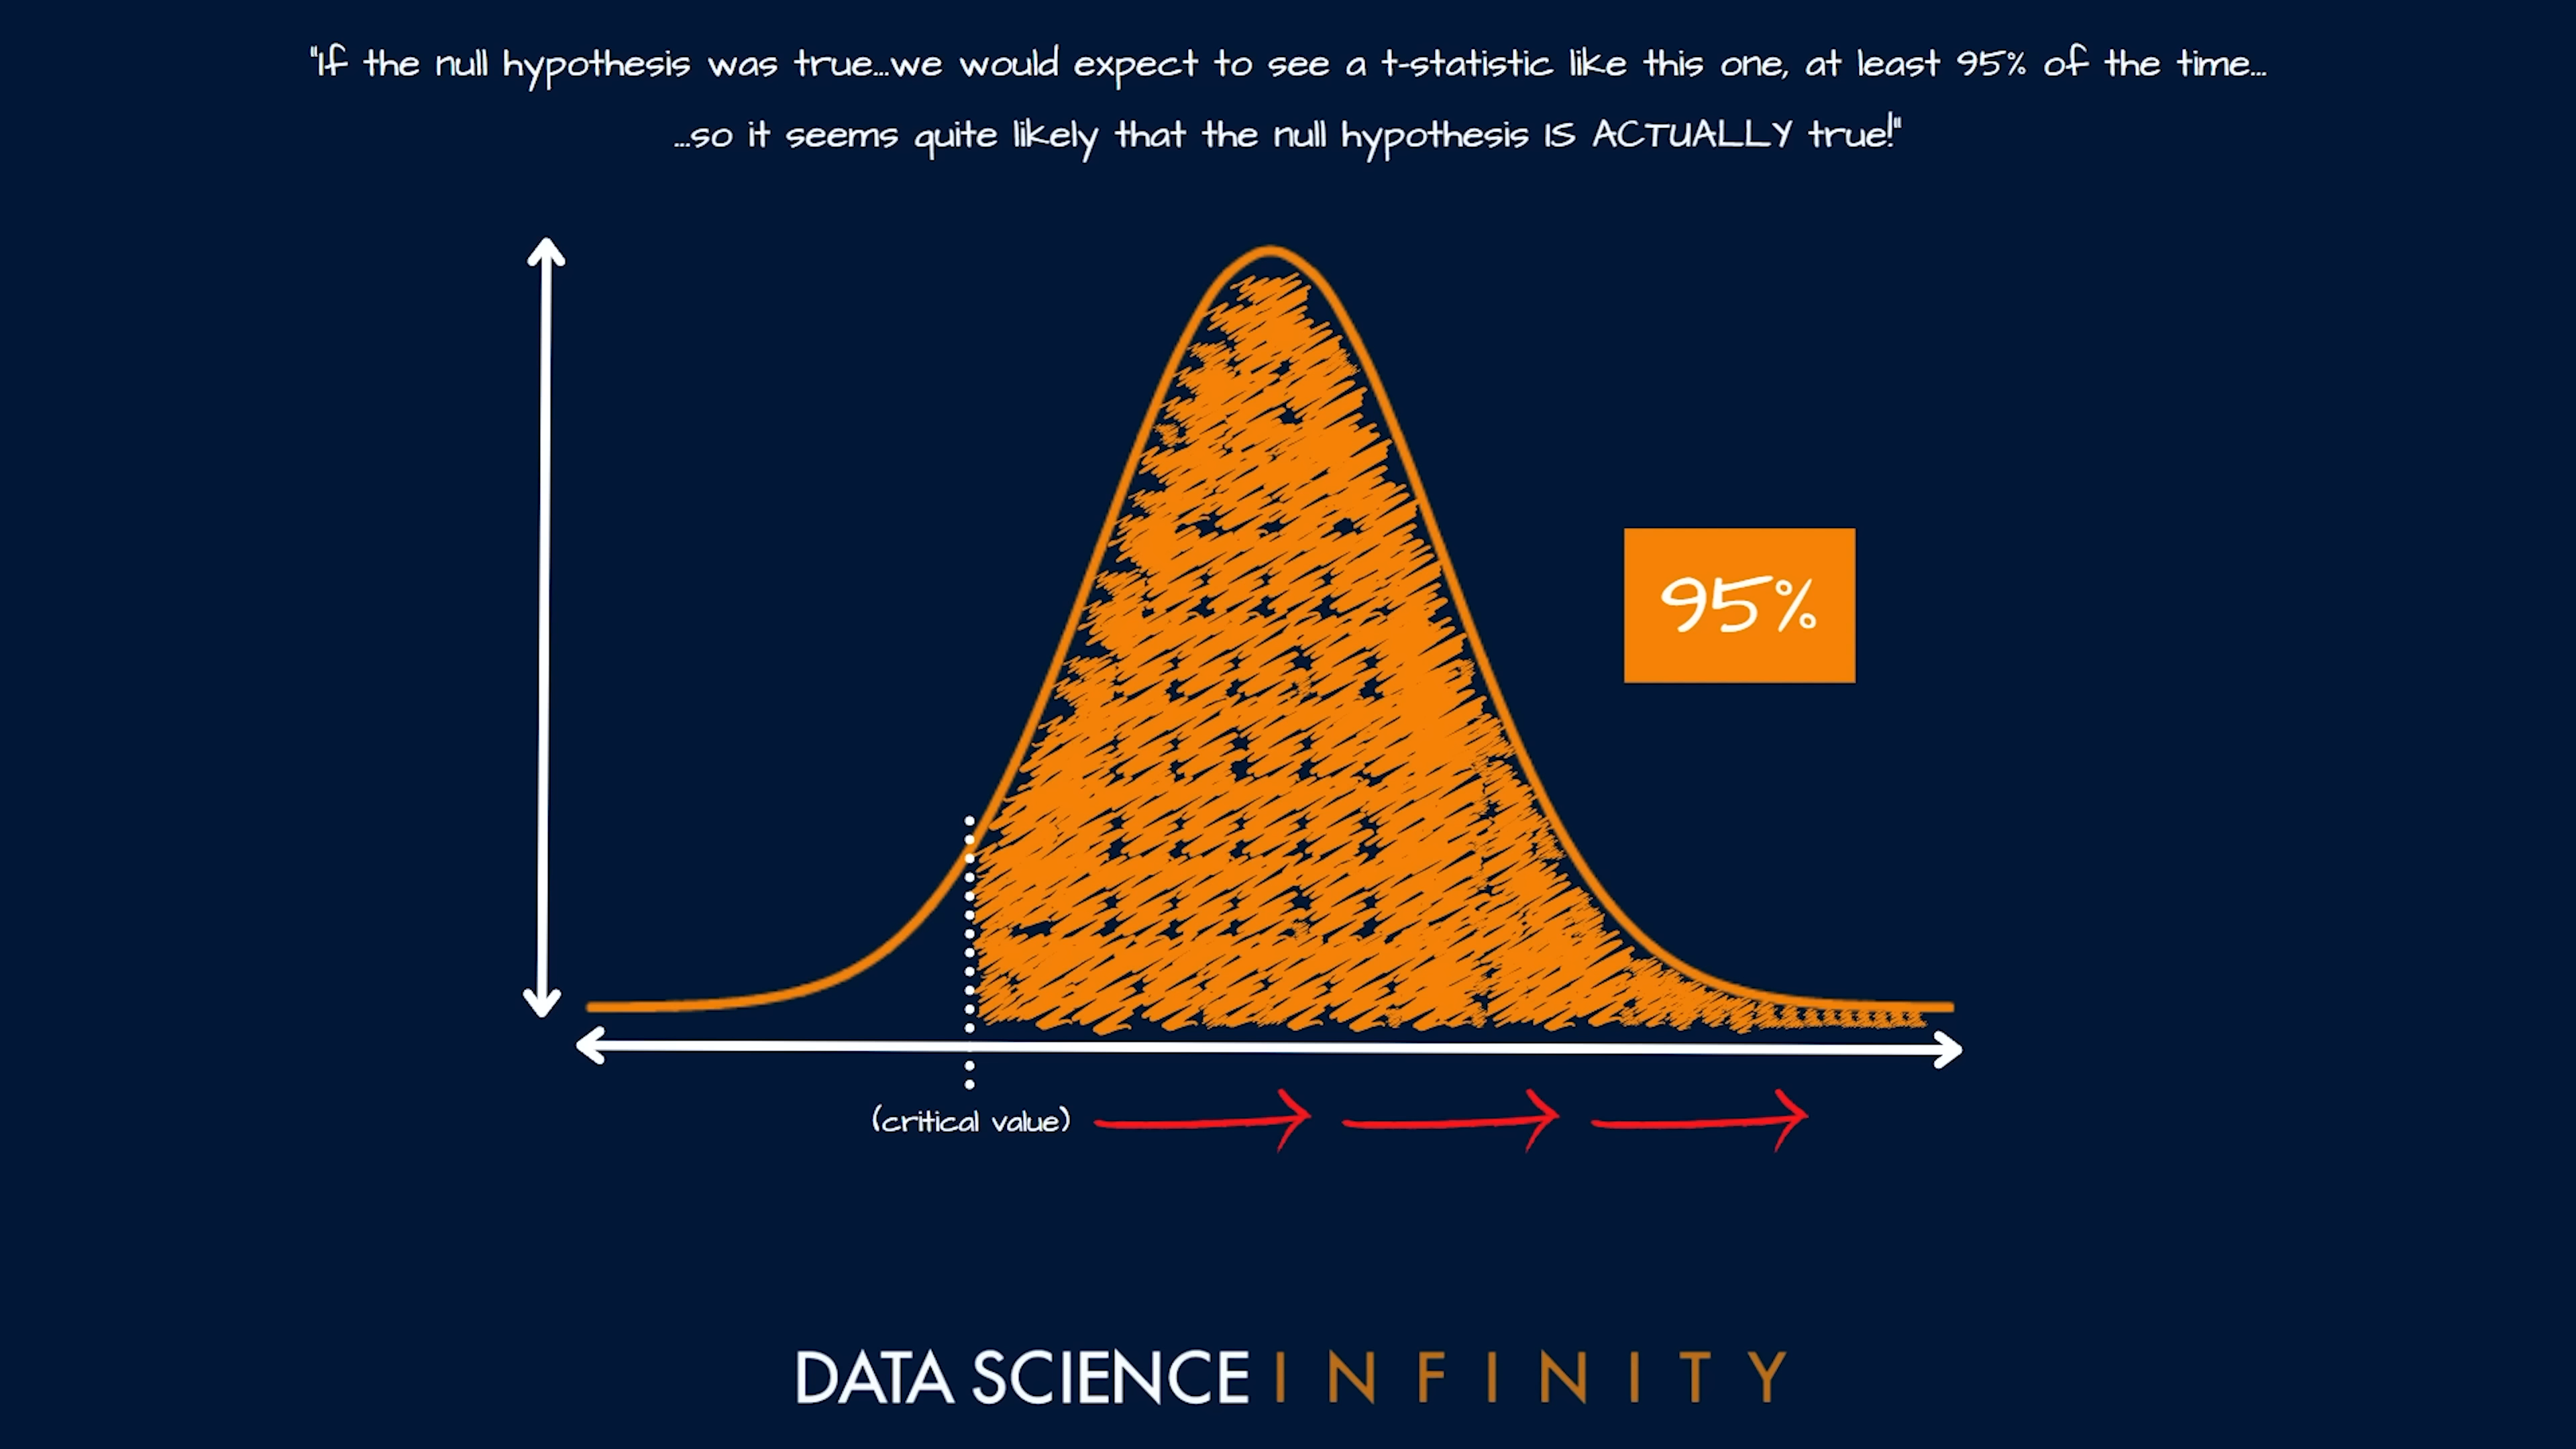 "If the null hypothesis was true...we would expect to see a t-statistic like this one, at least 95% of the time...
...so it seems quite likely that the null hypothesis IS ACTUALLY true!"
95%
(critical value)
DATA SCIENCE INFINITY